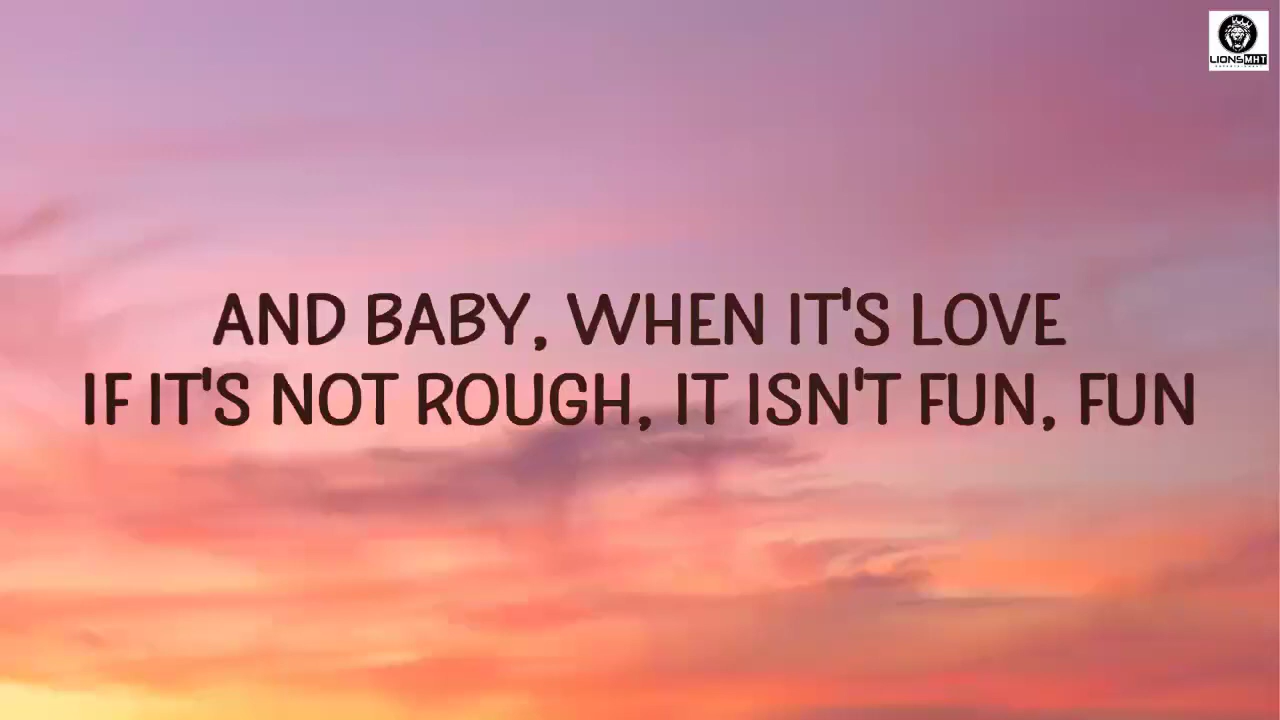 LIONSMHT
AND BABY, WHEN IT'S LOVE
IF IT'S NOT ROUGH, IT ISN'T FUN, FUN